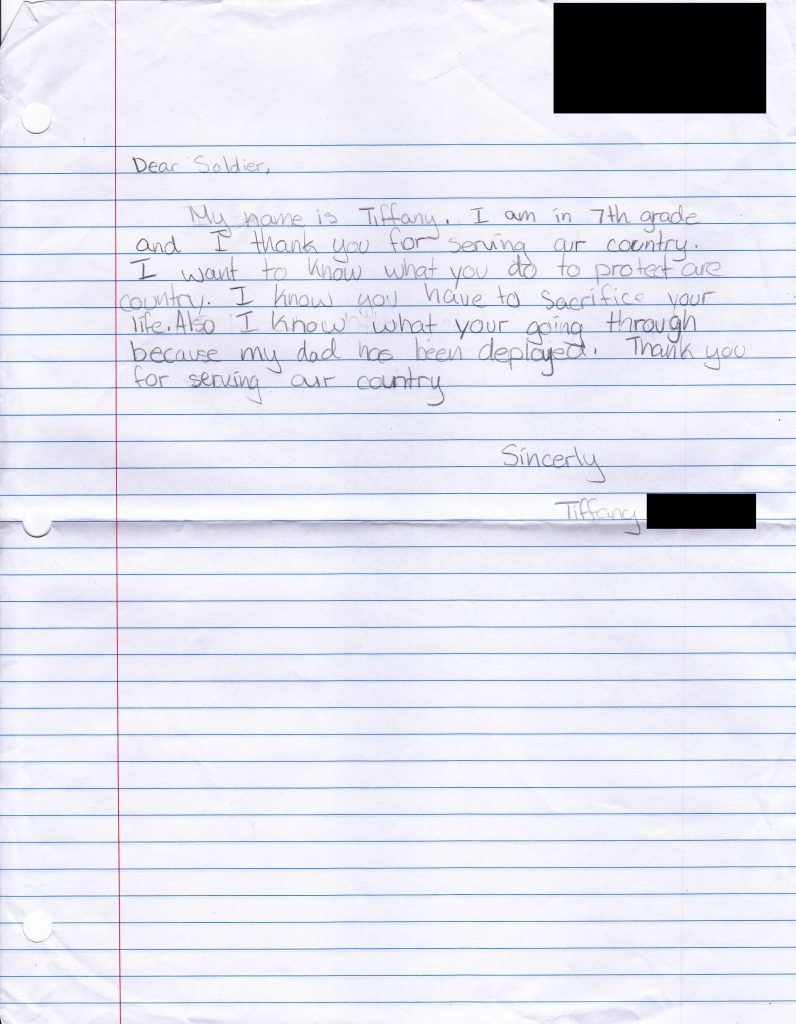 Dear Soldier,
My name is Tiffany. I am in 7th grade
and I thank you for serving our country.
I want to know what you do to protect are
country. I know you have to sacrifice your
life. Also I know what your going through
because my dad has been deployed. Thank you
for serving our country
Sincerly
Tiffany